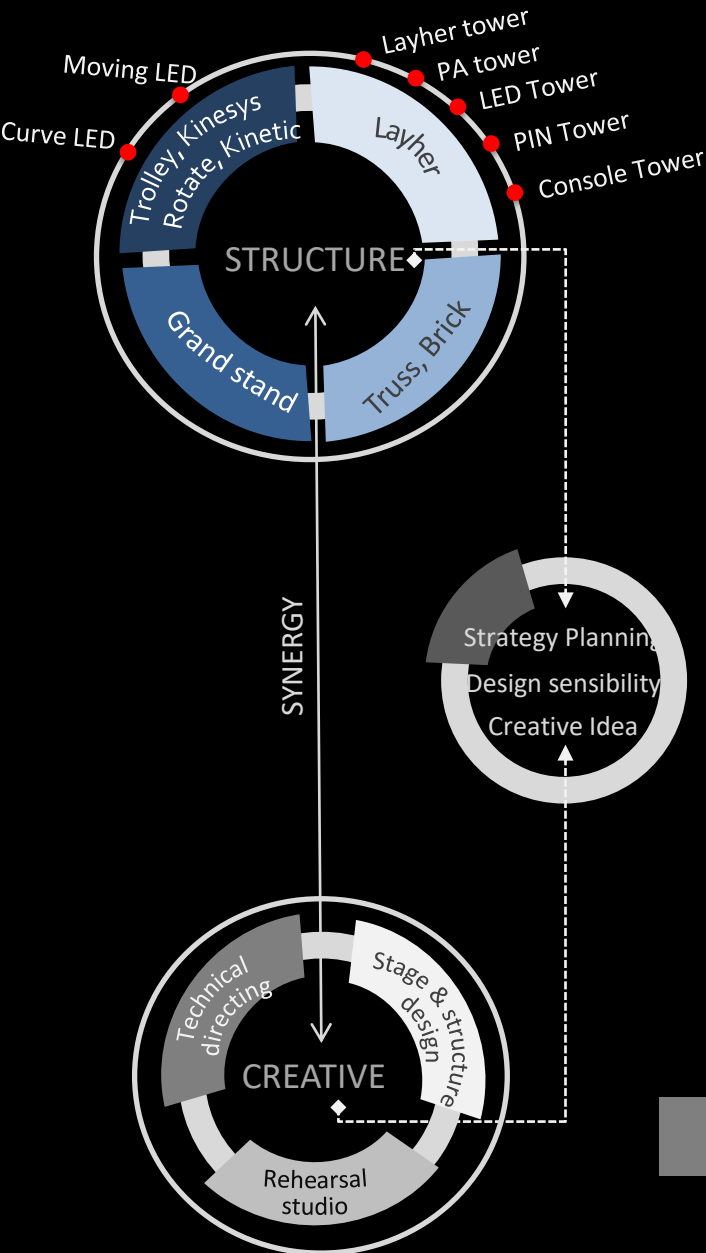 Layher tower
Moving LED
PA tower
LED Tower
Curve LED
PIN Tower
Console Tower
Trolley, Kinesys
Rotate, Kinetic
Layher
STRUCTURE
Grand stand
Truss, Brick
SYNERGY
Strategy Planning
Design sensibility
Creative Idea
Technical
directing
Stage & structure
design
CREATIVE
Rehearsal
studio